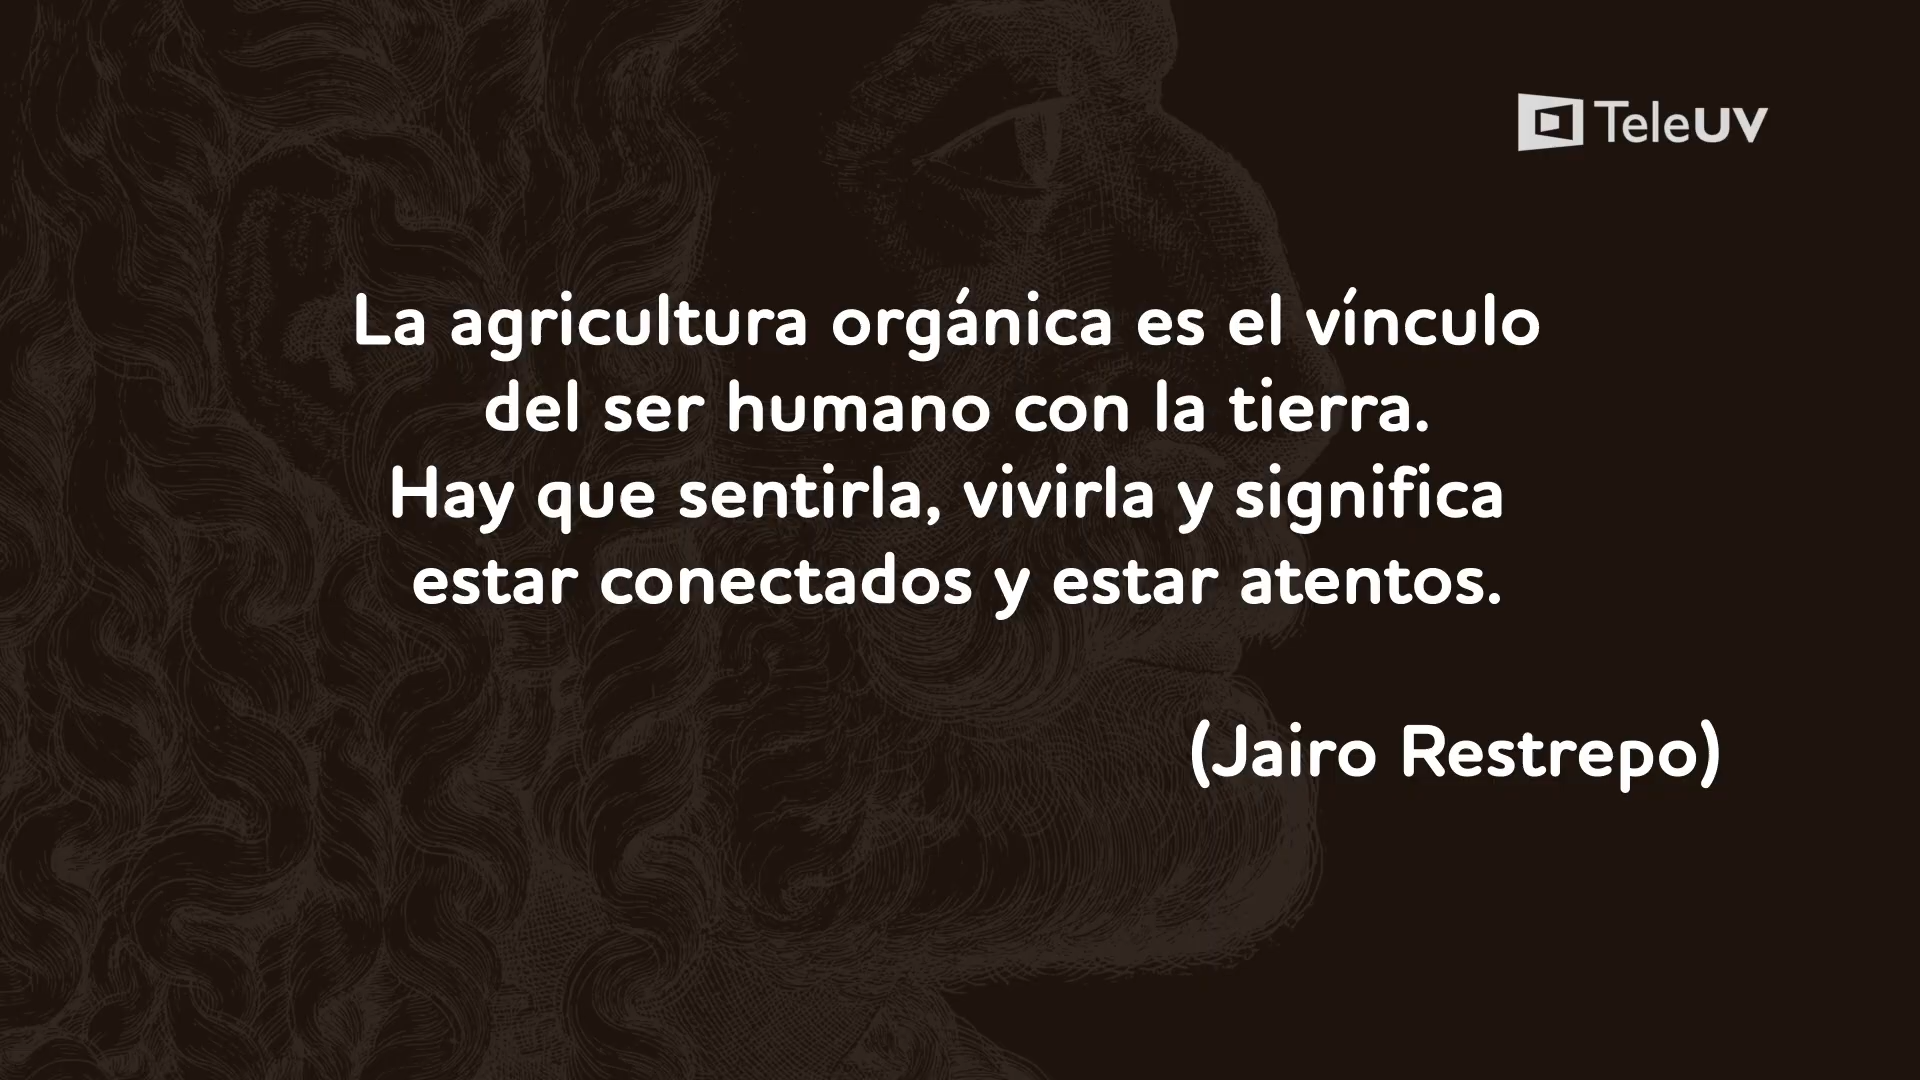 TeleUV
La agricultura orgánica es el vínculo
del ser humano con la tierra.
Hay que sentirla, vivirla y significa
estar conectados y estar atentos.
(Jairo Restrepo)